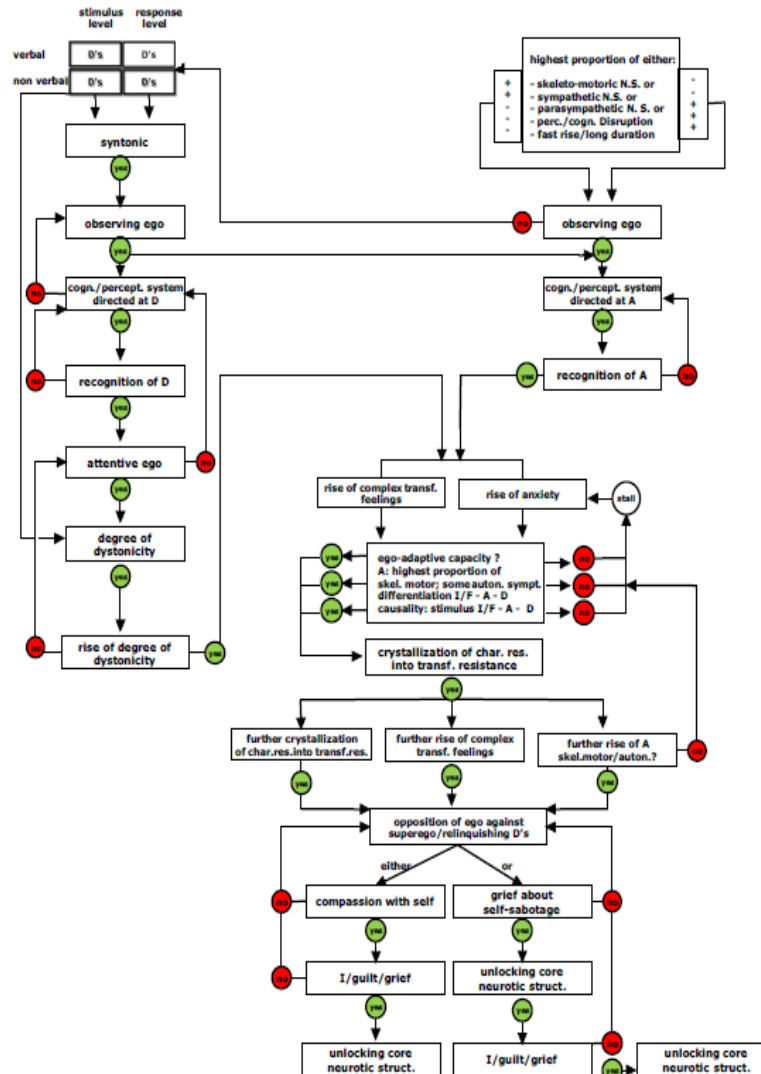 stimulus level
response level
verbal
D's
D's
non verbal
D's
D's
syntonic
yes
observing ego
yes
no
cogn./percept. system
directed at D
yes
no
recognition of D
yes
attentive ego
no
yes
degree of
dystonicity
yes
no
rise of degree of
dystonicity
yes
highest proportion of either:
+ - skeleto-motoric N.S. or -
+ - sympathetic N.S. or -
- - parasympathetic N. S. or +
- - perc./cogn. Disruption +
- - fast rise/long duration +
no
observing ego
yes
yes
cogn./percept. system
directed at A
yes
yes
recognition of A
no
rise of complex transf.
feelings
rise of anxiety
stall
yes
yes
yes
ego-adaptive capacity ?
A: highest proportion of
skel. motor; some auton. sympt.
differentiation I/F - A - D
causality: stimulus I/F - A - D
no
no
no
crystallization of char. res.
into transf. resistance
yes
further crystallization
of char.res.into transf.res.
further rise of complex
transf. feelings
further rise of A
skel.motor/auton.?
no
yes
yes
yes
opposition of ego against
superego/relinquishing D's
either
or
no
compassion with self
grief about
self-sabotage
no
yes
yes
no
I/guilt/grief
unlocking core
neurotic struct.
yes
yes
unlocking core
neurotic struct.
I/guilt/grief
no
yes
unlocking core
neurotic struct.